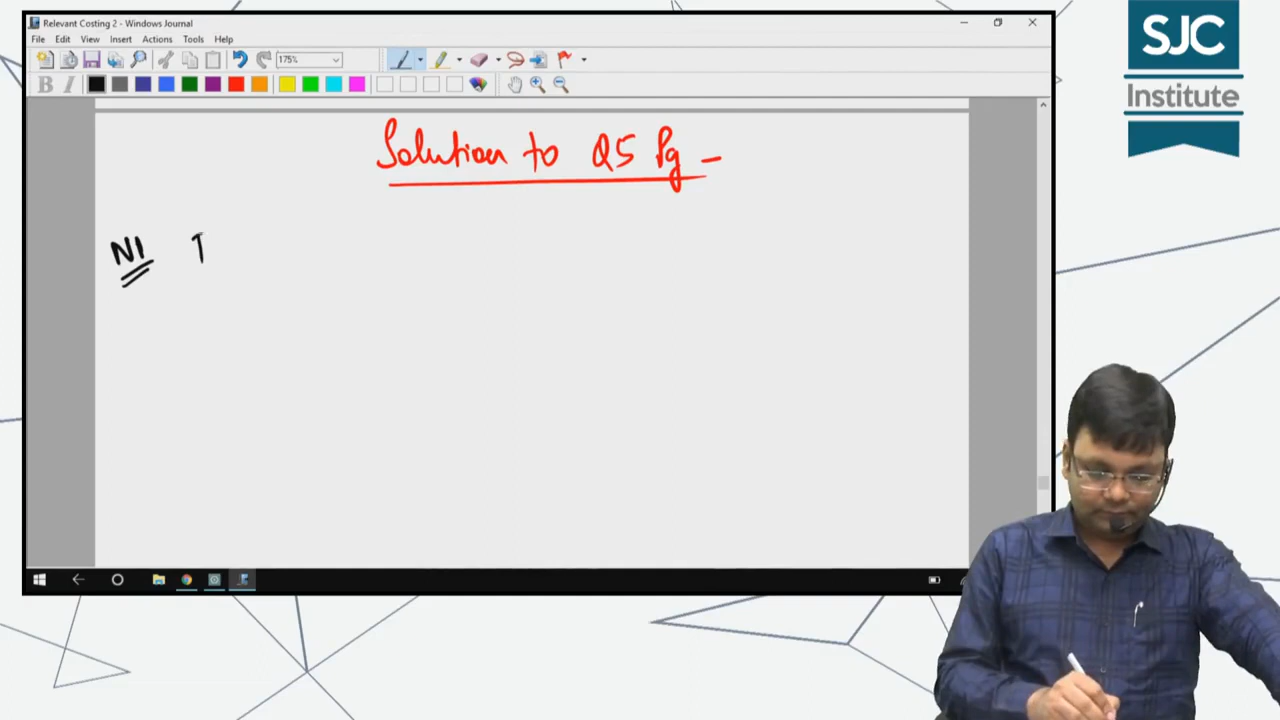 Relevant Costing 2 - Windows Journal
File Edit View Insert Actions Tools Help
175%
B I
Solution to Q5 Pg -
N1
SJC
Institute